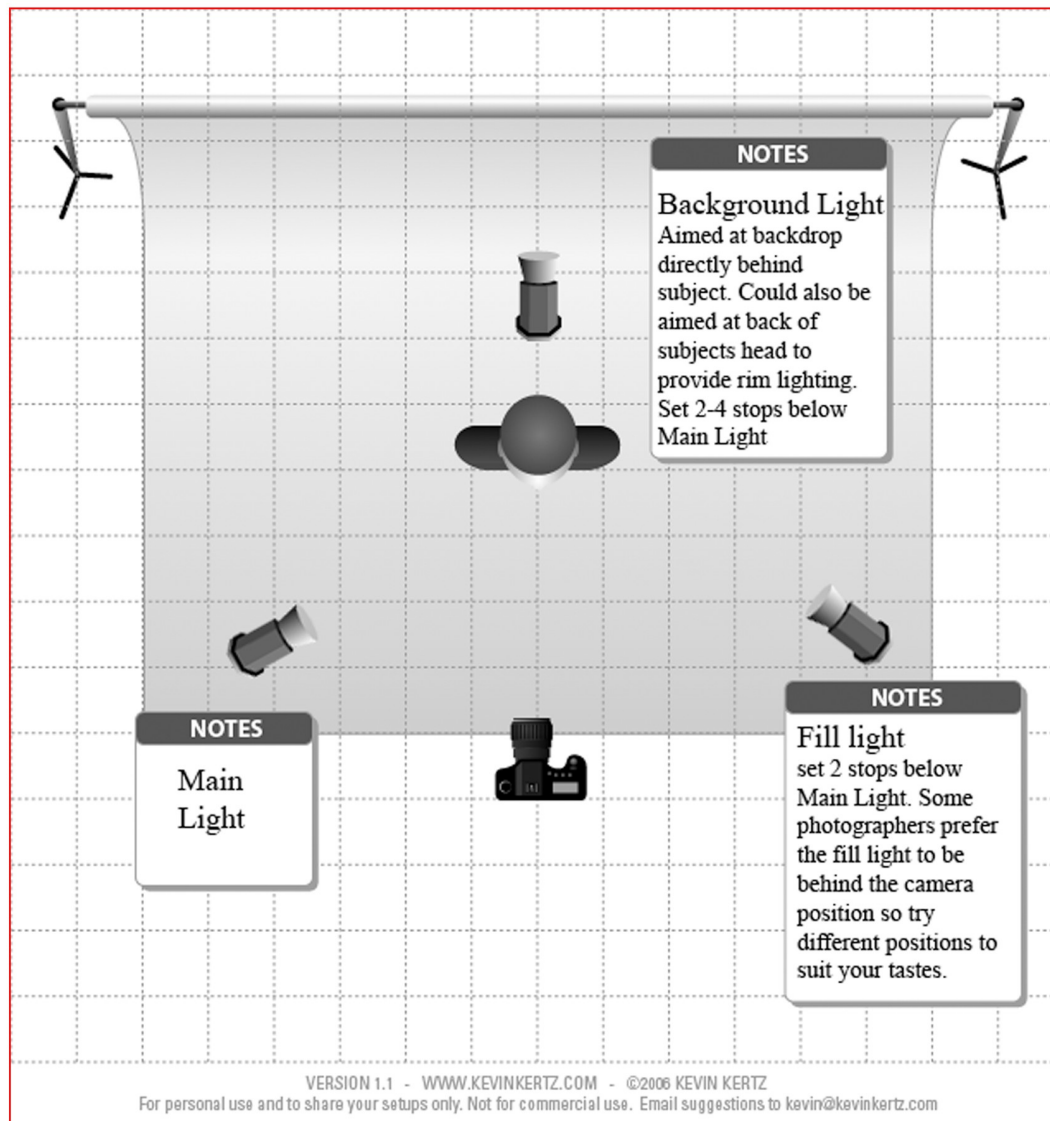 NOTES
Background Light
Aimed at backdrop
directly behind
subject. Could also be
aimed at back of
subjects head to
provide rim lighting.
Set 2-4 stops below
Main Light
NOTES
Main
Light
NOTES
Fill light
set 2 stops below
Main Light. Some
photographers prefer
the fill light to be
behind the camera
position so try
different positions to
suit your tastes.
VERSION 1.1 - WWW.KEVINKERTZ.COM - ©2006 KEVIN KERTZ
For personal use and to share your setups only. Not for commercial use. Email suggestions to kevin@kevinkertz.com